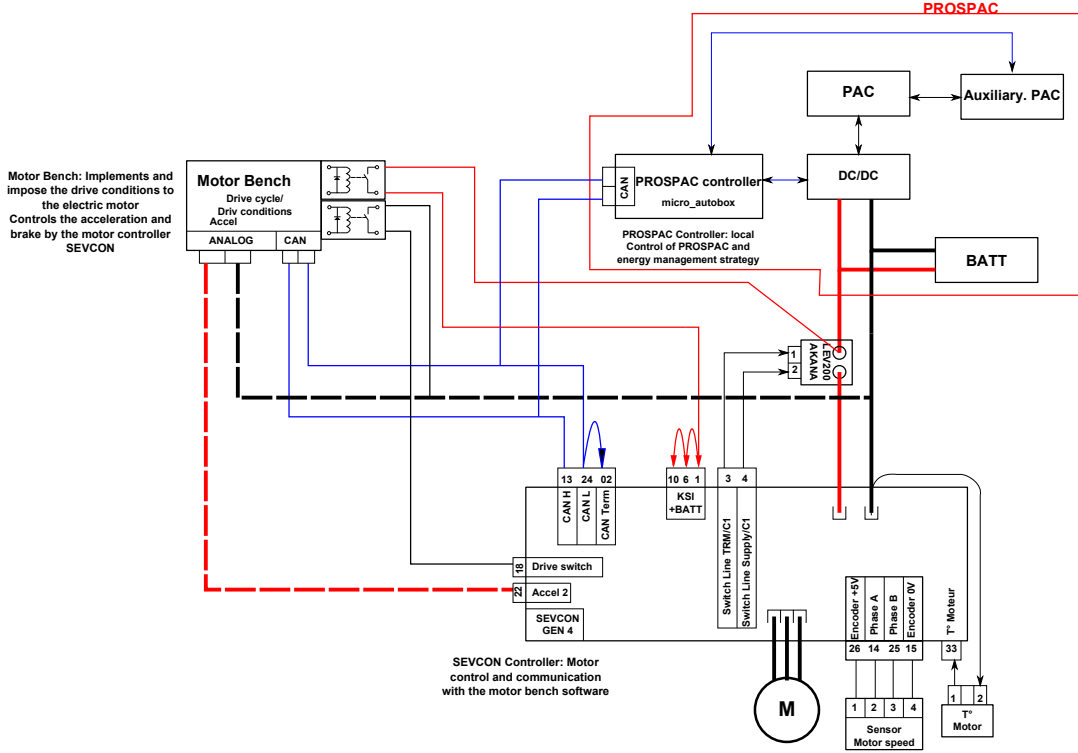 PROSPAC
PAC
Auxiliary. PAC
Motor Bench: Implements and
impose the drive conditions to
the electric motor
Controls the acceleration and
brake by the motor controller
SEVCON
Motor Bench
Drive cycle/
Driv conditions
Accel
ANALOG
CAN
CAN
PROSPAC controller
micro_autobox
DC/DC
PROSPAC Controller: local
Control of PROSPAC and
energy management strategy
BATT
1
2
LEV200
AKANA
13
24
02
CAN H
CAN L
CAN Term
10
6
1
KSI
+BATT
3
4
Switch Line TRM/C1
Switch Line Supply/C1
18
Drive switch
22
Accel 2
SEVCON
GEN 4
Encoder +5V
Phase A
Phase B
Encoder 0V
T° Moteur
26
14
25
15
33
SEVCON Controller: Motor
control and communication
with the motor bench software
M
1
2
3
4
Sensor
Motor speed
1
2
T°
Motor